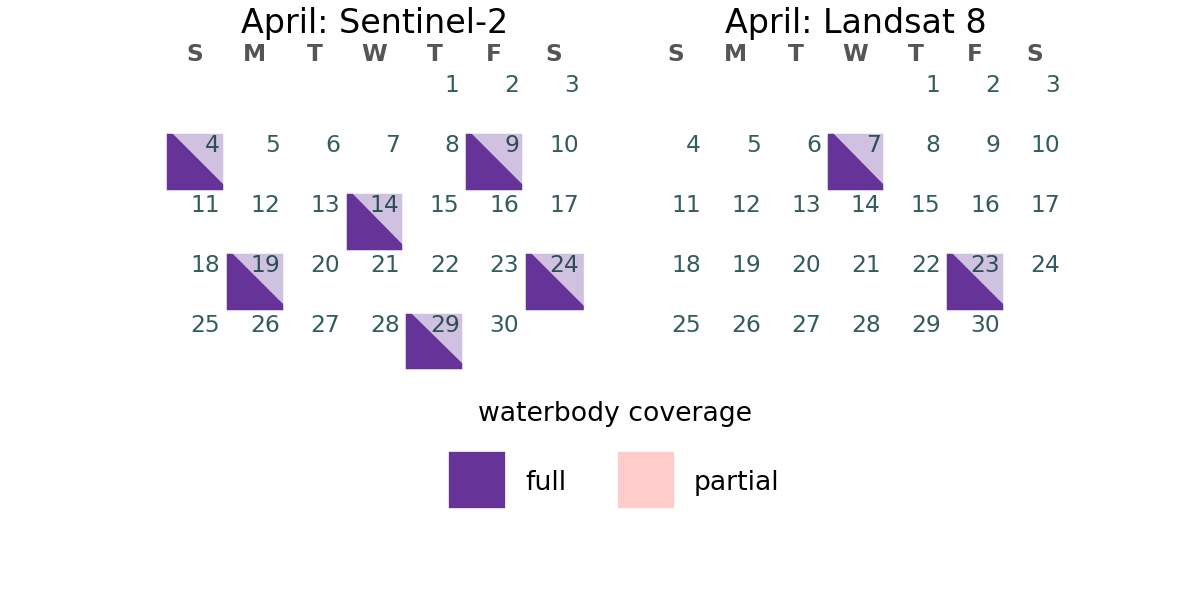 April: Sentinel-2
S M T W T F S
1 2 3
4 5 6 7 8 9 10
11 12 13 14 15 16 17
18 19 20 21 22 23 24
25 26 27 28 29 30
April: Landsat 8
S M T W T F S
1 2 3
4 5 6 7 8 9 10
11 12 13 14 15 16 17
18 19 20 21 22 23 24
25 26 27 28 29 30
waterbody coverage
full partial